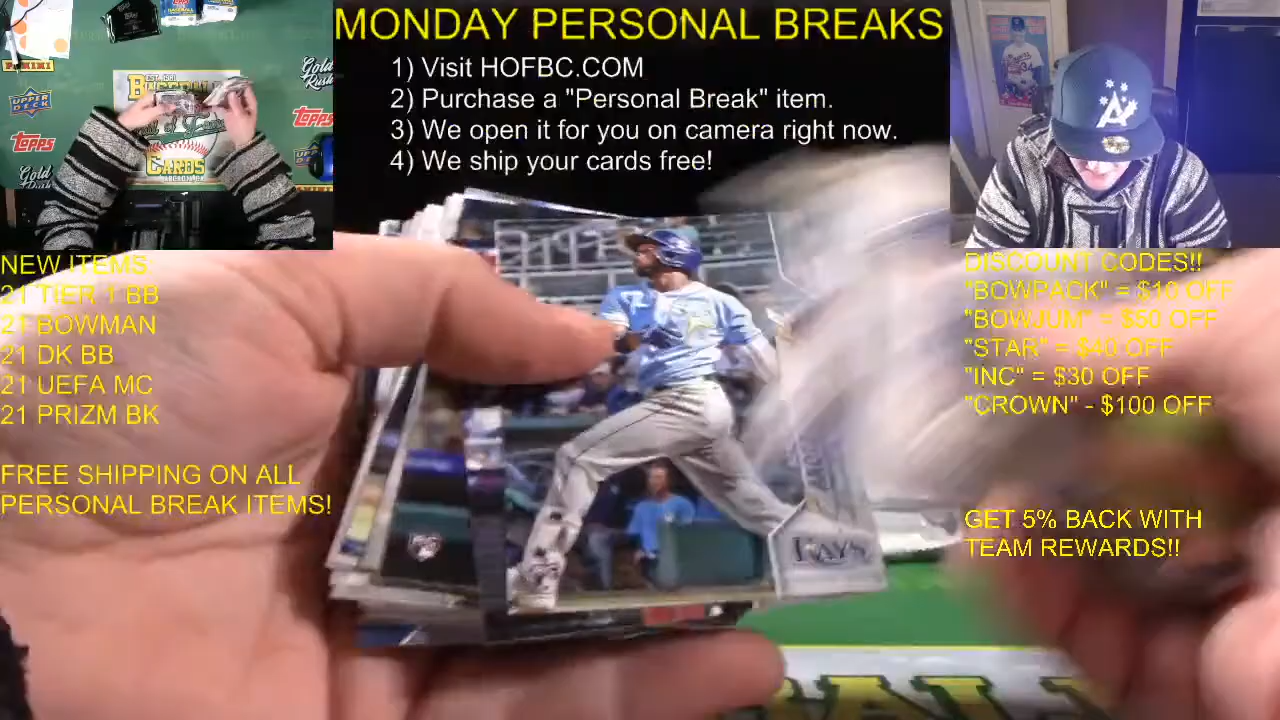 MONDAY PERSONAL BREAKS
1) Visit HOFBC.COM
2) Purchase a "Personal Break" item.
3) We open it for you on camera right now.
4) We ship your cards free!
PANINI
UPPER
DECK
TOPPS
Gold
EST. 1981
CARDS
Gold
Rush
TOPPS
Gold
NEW ITEMS
21 TIER 1 BB
21 BOWMAN
21 DK BB
21 UEFA MC
21 PRIZM BK
FREE SHIPPING ON ALL
PERSONAL BREAK ITEMS!
DISCOUNT CODES!!
"BOWPACK" = $10 OFF
"BOWJUM" = $50 OFF
"STAR" = $40 OFF
"INC" = $30 OFF
"CROWN" - $100 OFF
GET 5% BACK WITH
TEAM REWARDS!!
RAYS